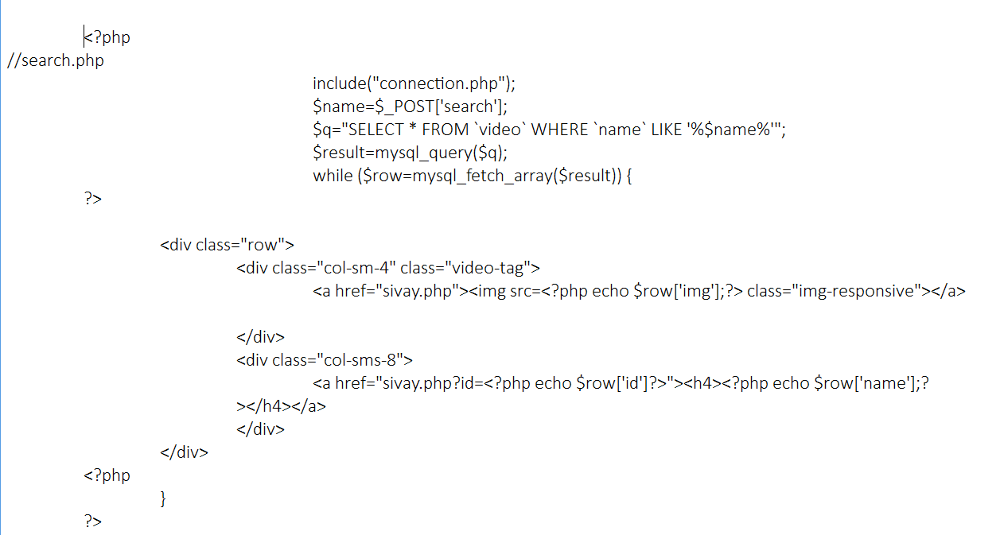 <?php
//search.php
include("connection.php");
$name=$_POST['search'];
$q="SELECT * FROM `video` WHERE `name` LIKE '%$name%'";
$result=mysql_query($q);
while ($row=mysql_fetch_array($result)) {
?>
<div class="row">
<div class="col-sm-4" class="video-tag">
<a href="sivay.php"><img src=<?php echo $row['img'];?> class="img-responsive"></a>
</div>
<div class="col-sms-8">
<a href="sivay.php?id=<?php echo $row['id']?>"><h4><?php echo $row['name'];?
></h4></a>
</div>
</div>
<?php
}
?>